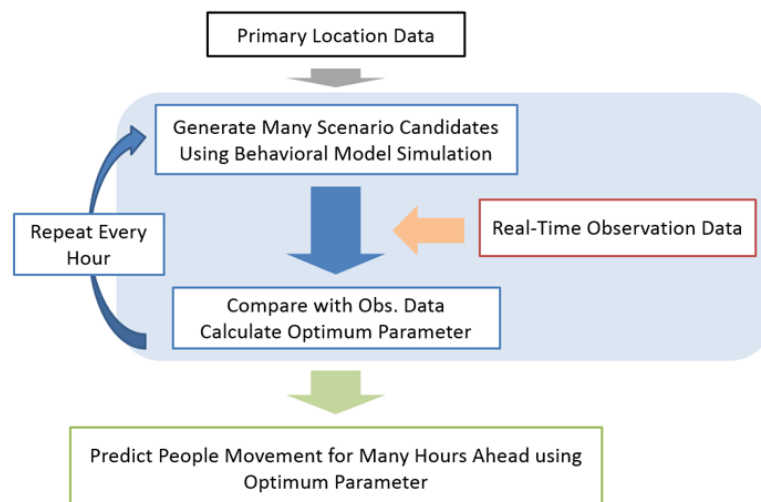 Primary Location Data
Generate Many Scenario Candidates
Using Behavioral Model Simulation
Repeat Every
Hour
Real-Time Observation Data
Compare with Obs. Data
Calculate Optimum Parameter
Predict People Movement for Many Hours Ahead using
Optimum Parameter